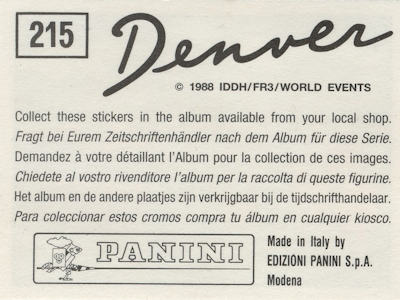 215
Denver
© 1988 IDDH/FR3/WORLD EVENTS
Collect these stickers in the album available from your local shop.
Fragt bei Eurem Zeitschriftenhändler nach dem Album für diese Serie.
Demandez à votre détaillant l'Album pour la collection de ces images.
Chiedete al vostro rivenditore l'album per la raccolta di queste figurine.
Het album en de andere plaatjes zijn verkrijgbaar bij de tijdschrifthandelaar.
Para coleccionar estos cromos compra tu álbum en cualquier kiosco.
PANINI
Made in Italy by
EDIZIONI PANINI S.p.A.
Modena